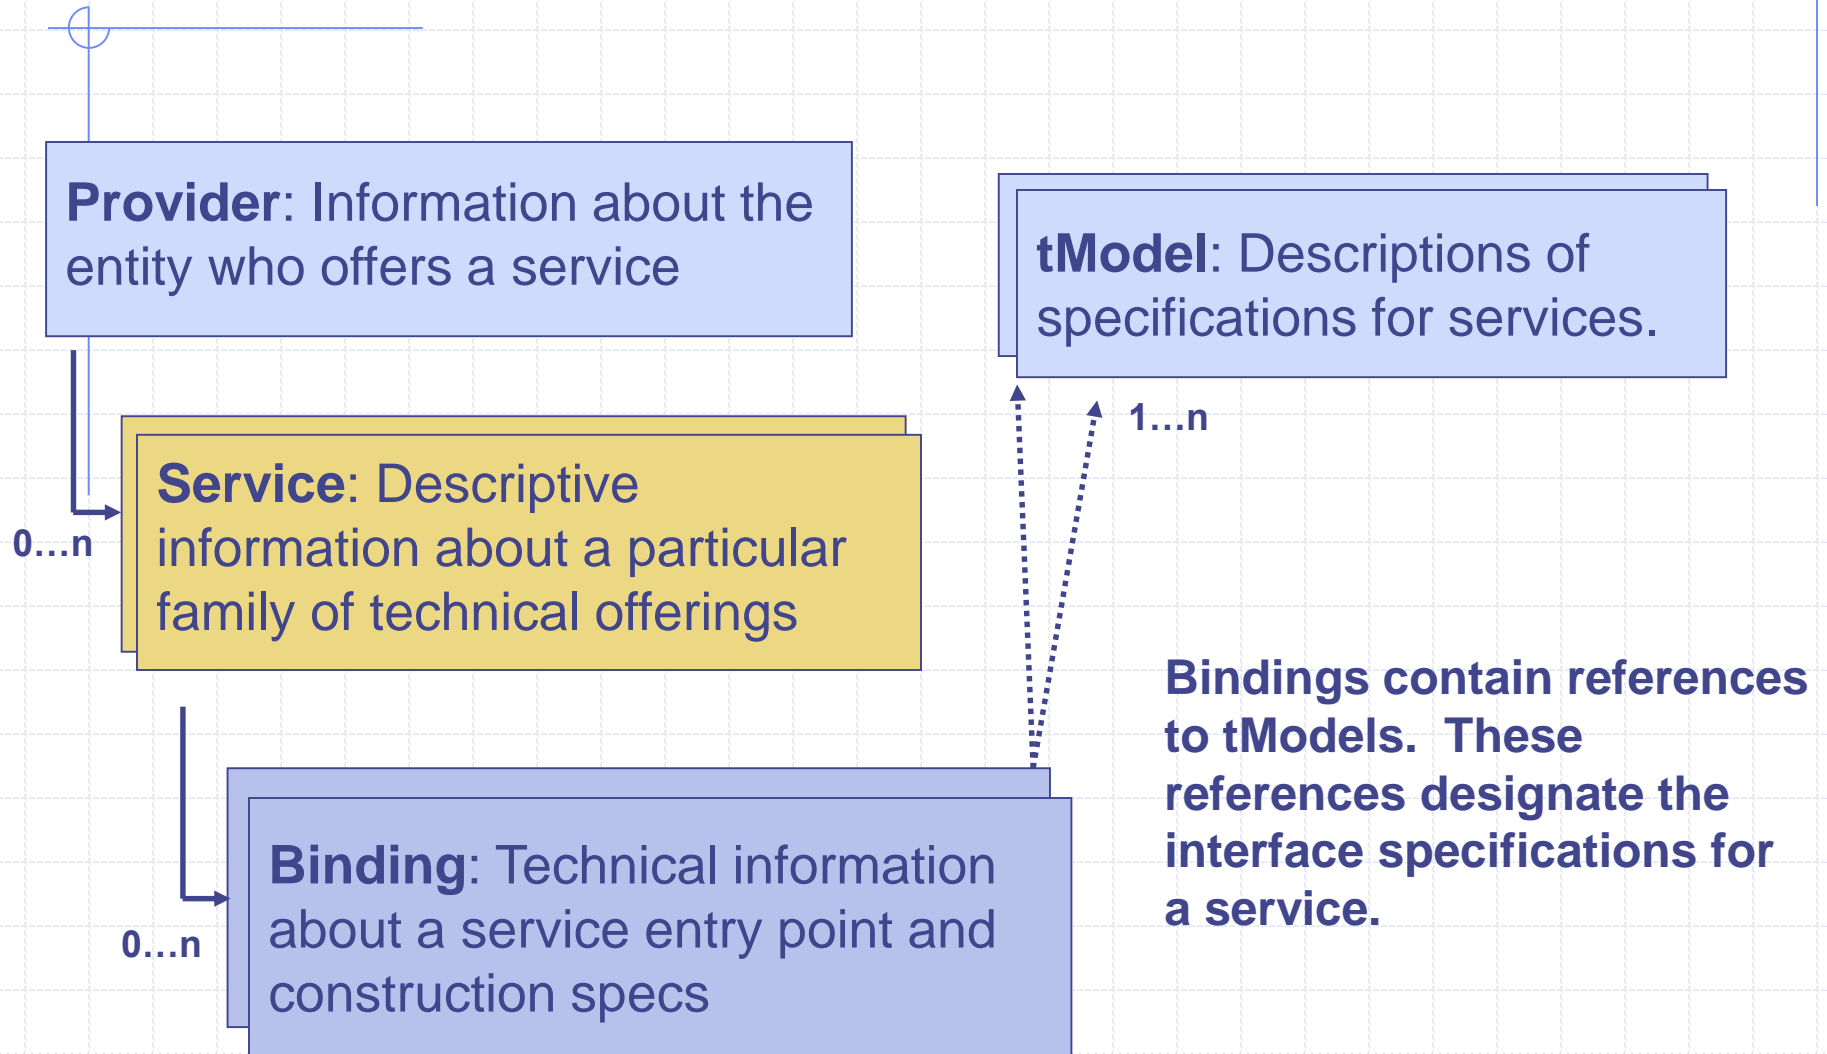 Provider: Information about the
entity who offers a service
tModel: Descriptions of
specifications for services.
1…n
Service: Descriptive
information about a particular
family of technical offerings
0…n
Bindings contain references
to tModels.  These
references designate the
interface specifications for
a service.
Binding: Technical information
about a service entry point and
construction specs
0…n